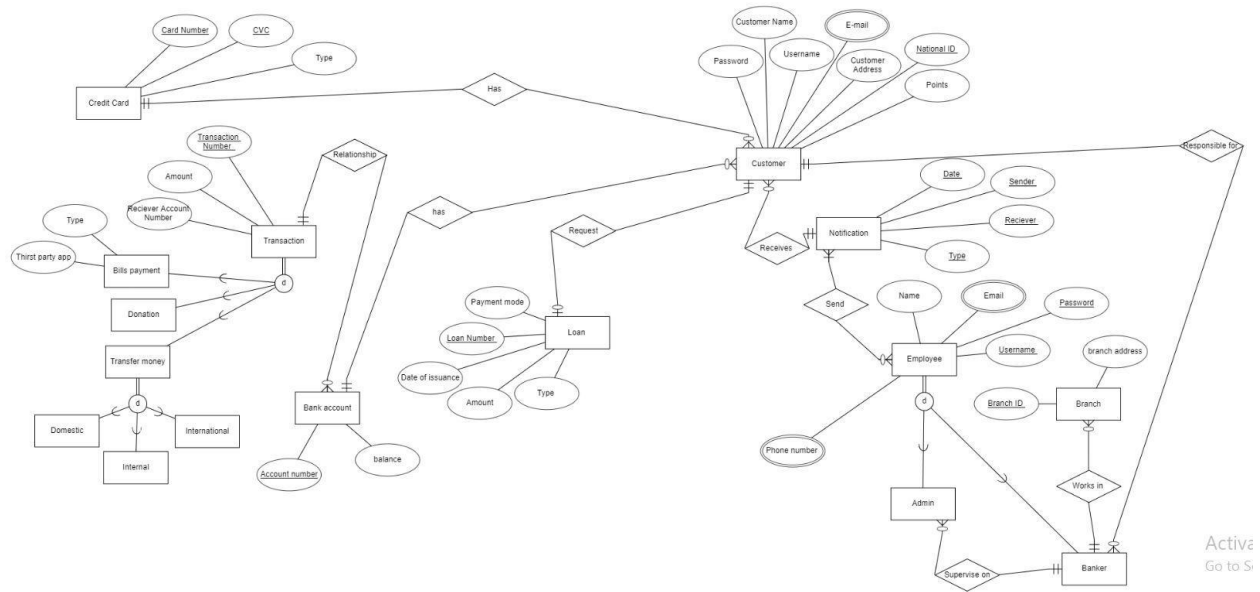 Card Number
CVC
Type
Credit Card
Has
Customer Name
E-mail
Password
Username
National ID
Customer
Address
Points
Customer
Responsible for
Transaction
Number
Relationship
Amount
Reciever Account
Number
Transaction
Type
Thirst party app
Bills payment
d
Donation
Transfer money
d
Domestic
International
Internal
has
Bank account
Account number
balance
Request
Payment mode
Loan Number
Loan
Date of issuance
Amount
Type
Date
Sender
Notification
Reciever
Receives
Type
Send
Name
Email
Password
Employee
Username
d
Phone number
branch address
Branch ID
Branch
Works in
Admin
Supervise on
Banker
Activa
Go to S